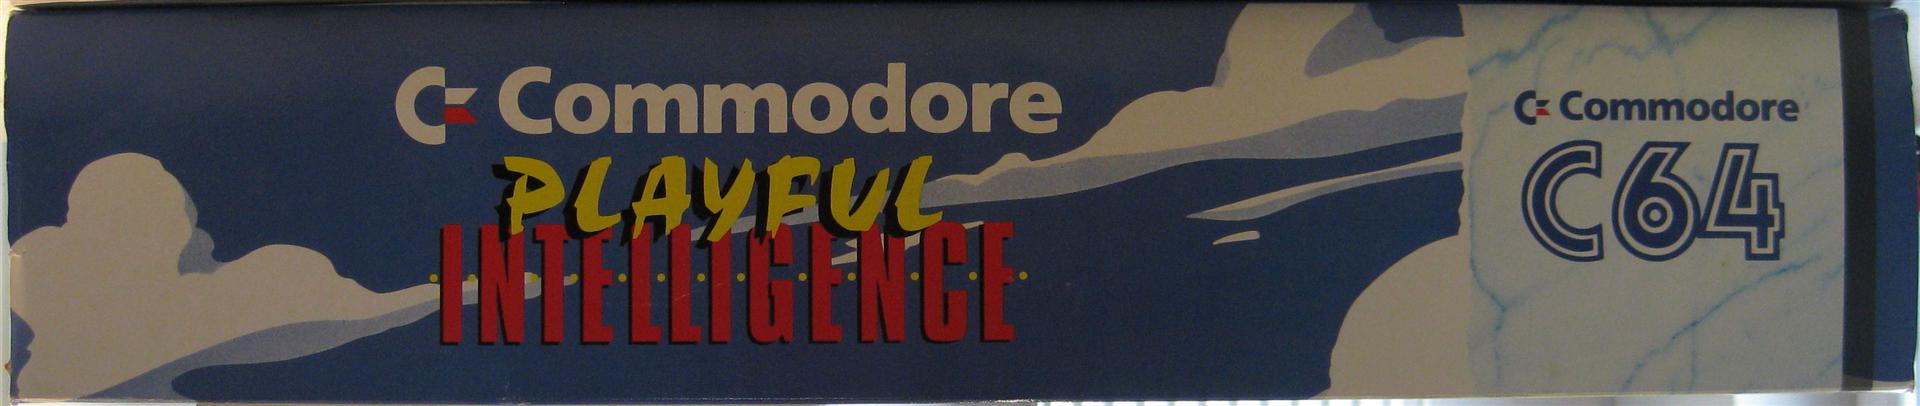 Commodore
PLAYFUL
INTELLIGENCE
Commodore
C64